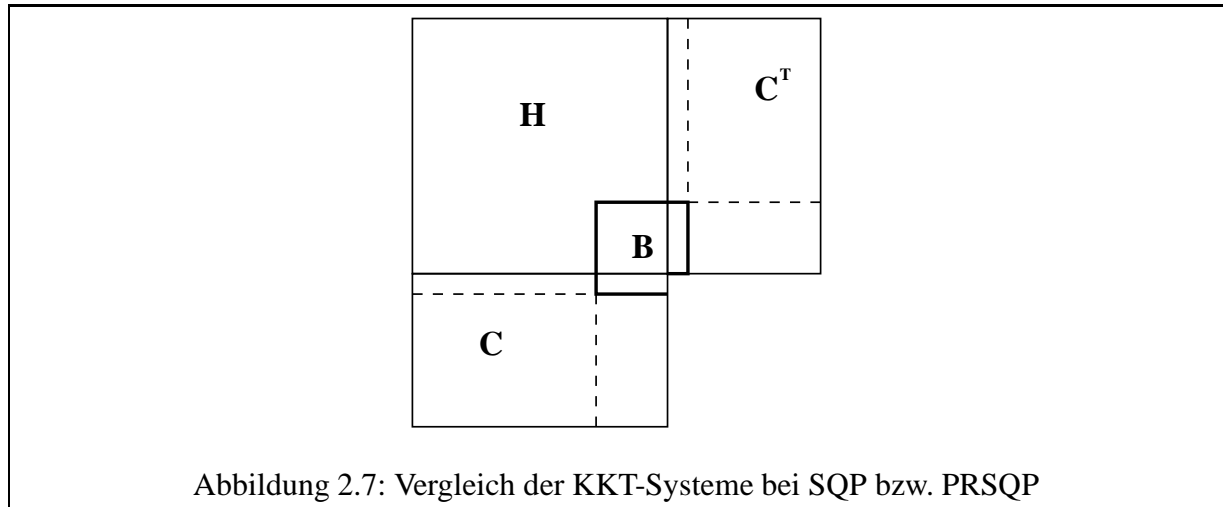 C^T
H
B
C
Abbildung 2.7: Vergleich der KKT-Systeme bei SQP bzw. PRSQP